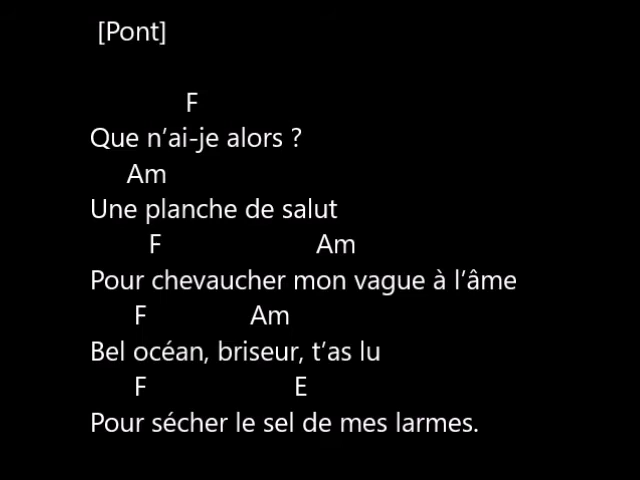 [Pont]
F
Que n’ai-je alors ?
Am
Une planche de salut
F Am
Pour chevaucher mon vague à l’âme
F Am
Bel océan, briseur, t’as lu
F E
Pour sécher le sel de mes larmes.